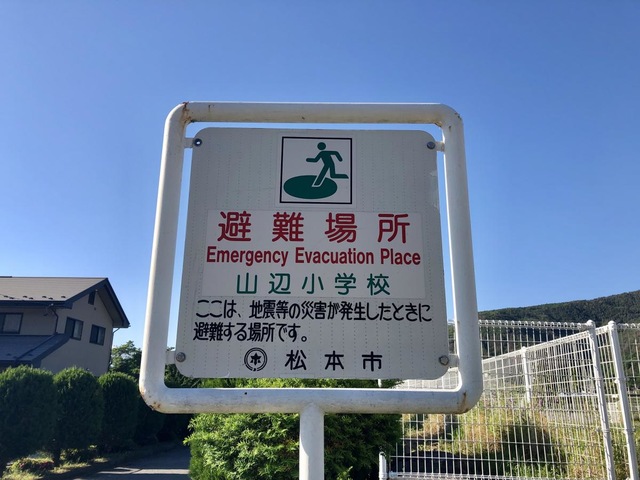 避難場所
Emergency Evacuation Place
山辺小学校
ここは、地震等の災害が発生したときに
避難する場所です。
松本市